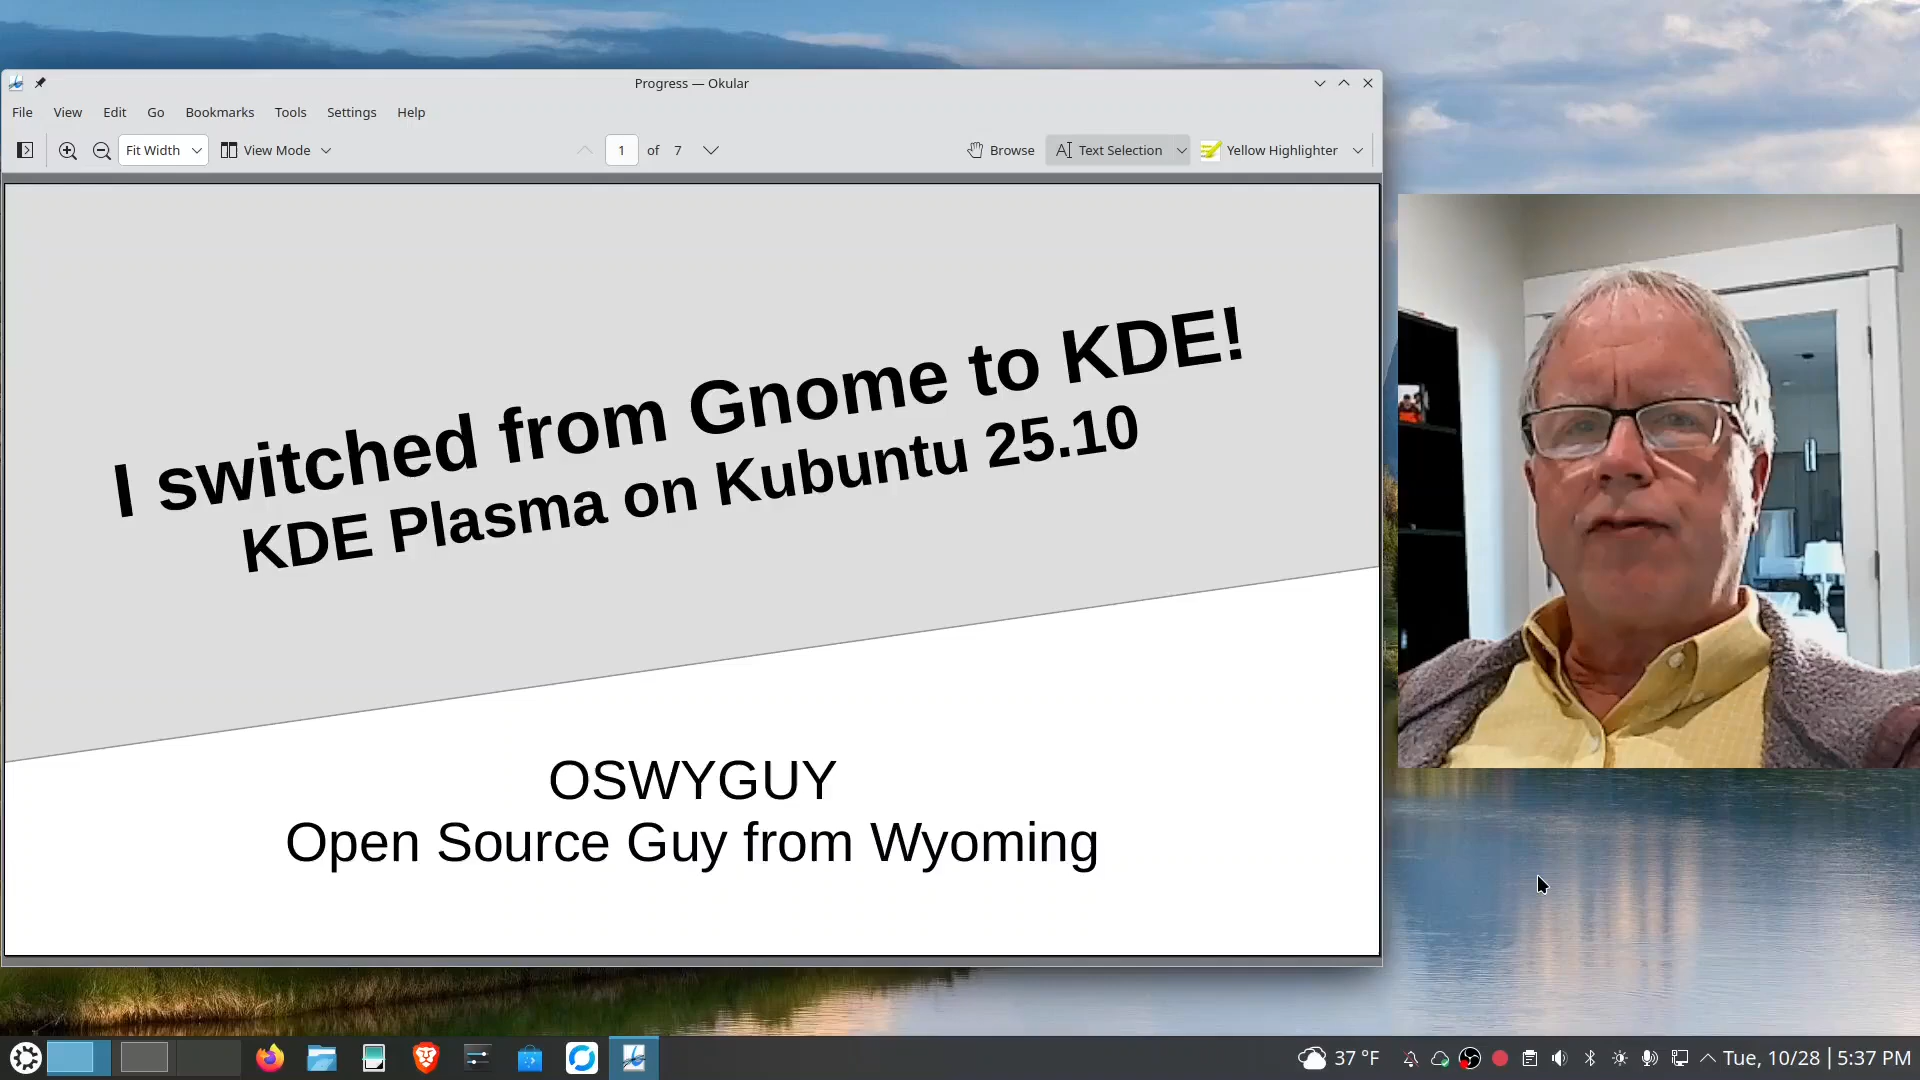 Progress — Okular
File View Edit Go Bookmarks Tools Settings Help
Fit Width View Mode 1 of 7 Browse Text Selection Yellow Highlighter
I switched from Gnome to KDE!
KDE Plasma on Kubuntu 25.10
OSWYGUY
Open Source Guy from Wyoming
37 °F Tue, 10/28 5:37 PM